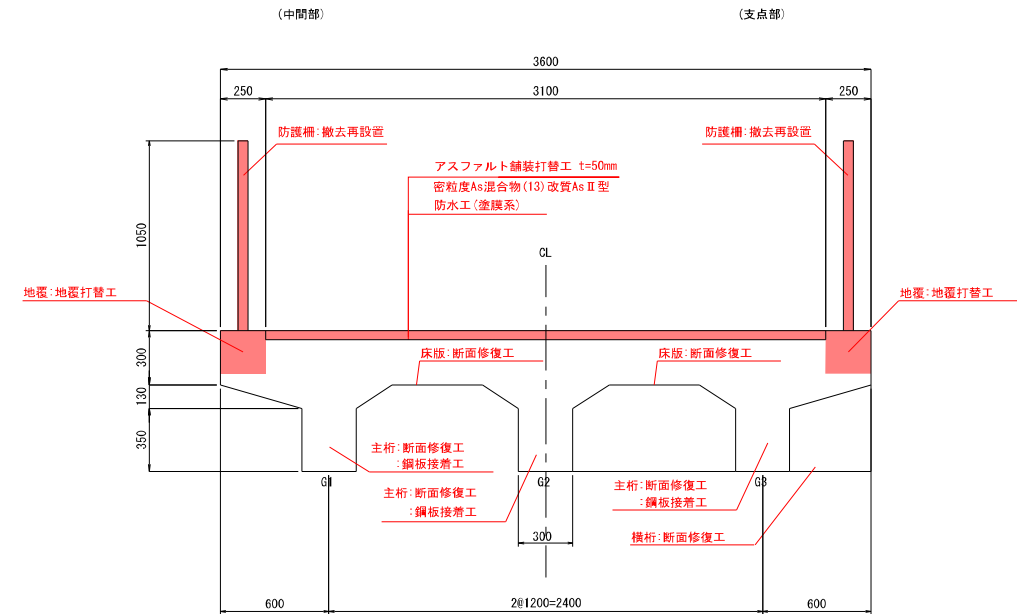 (中間部)
(支点部)
3600
250
3100
250
防護柵:撤去再設置
防護柵:撤去再設置
アスファルト舗装打替工 t=50mm
密粒度As混合物(13)改質AsⅡ型
防水工(塗膜系)
1050
CL
地覆:地覆打替工
地覆:地覆打替工
300
床版:断面修復工
床版:断面修復工
130
350
主桁:断面修復工
:鋼板接着工
G1
G2
G3
主桁:断面修復工
:鋼板接着工
主桁:断面修復工
:鋼板接着工
300
横桁:断面修復工
600
2@1200=2400
600